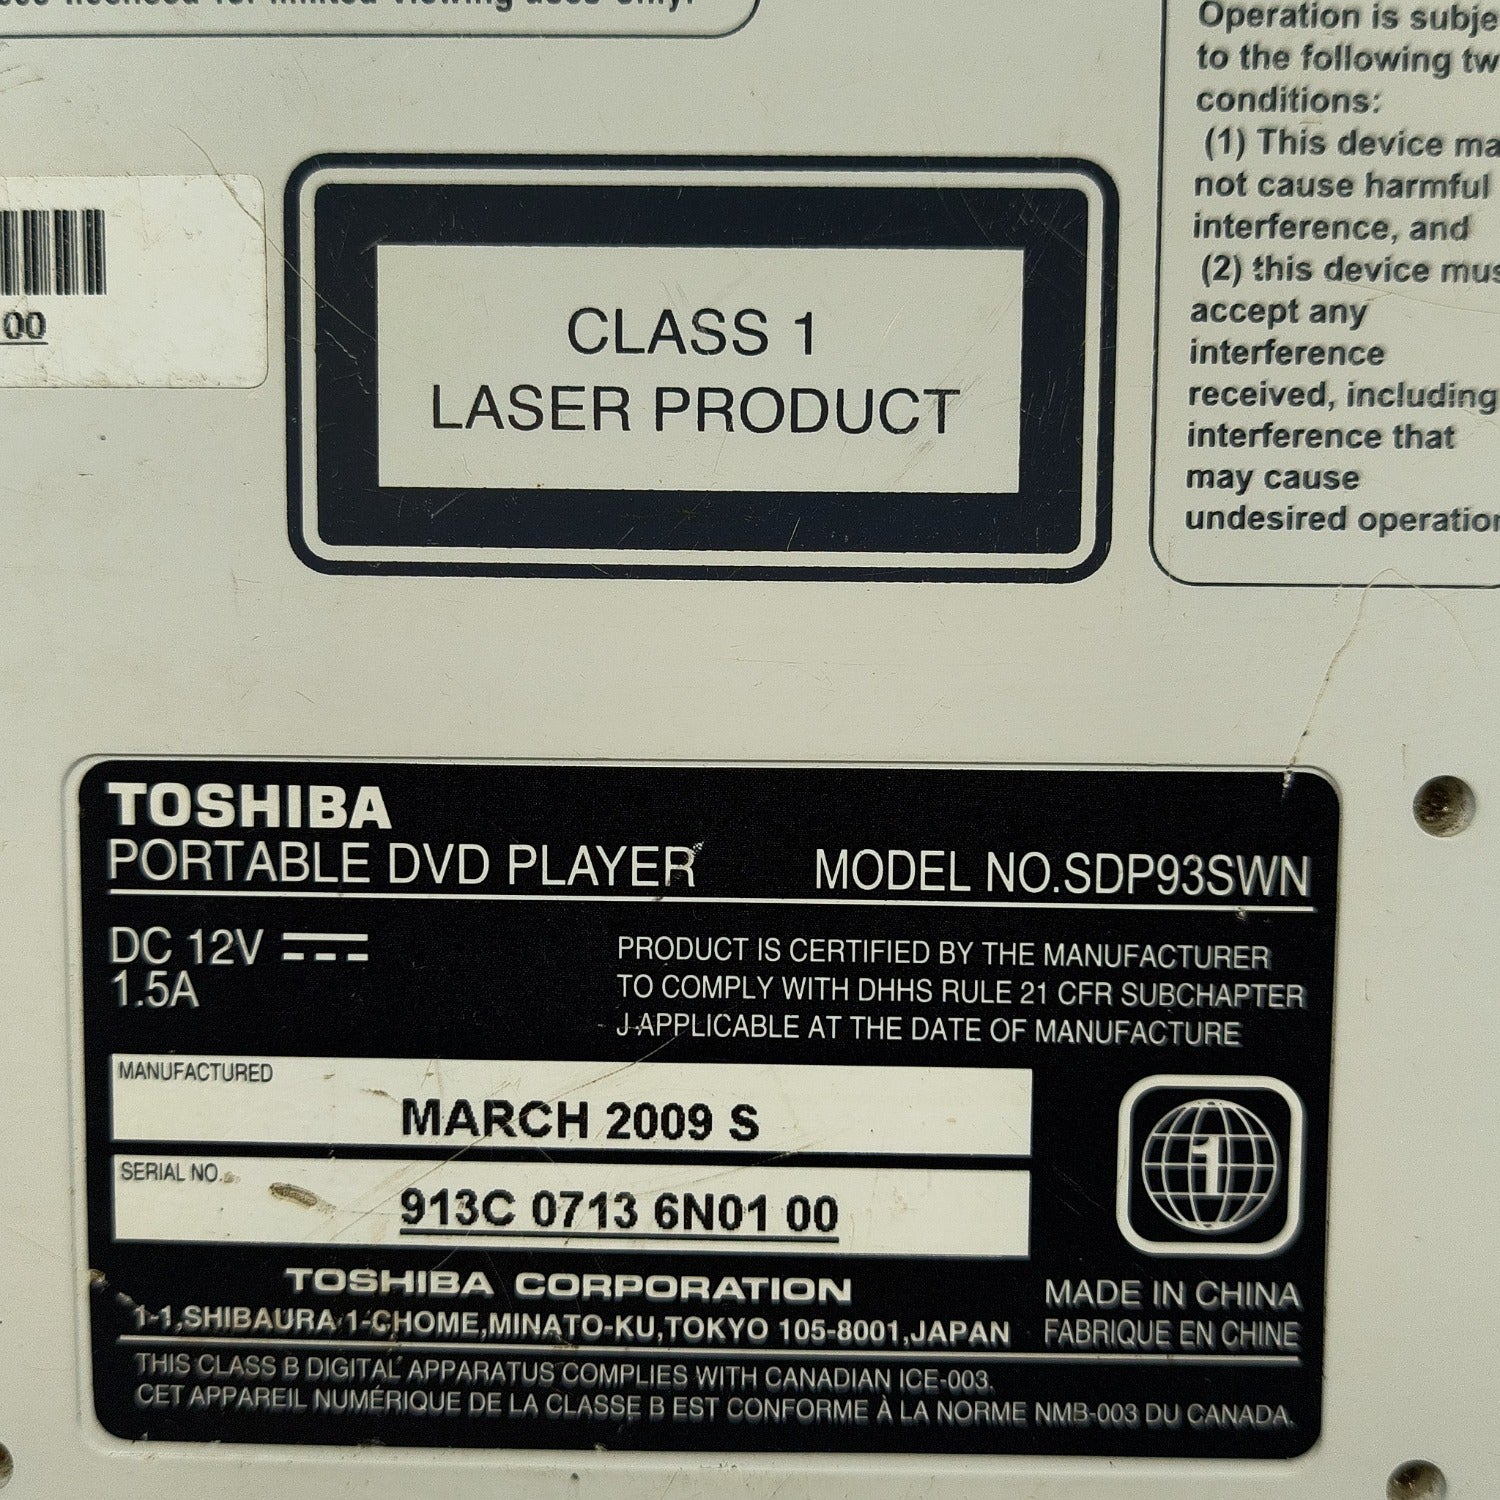 licensed for limited viewing uses only.
Operation is
to the following
conditions:
(1) This device
not cause harmful
interference, and
(2) this device
accept any
interference
received, including
interference that
may cause
undesired
00
CLASS 1
LASER PRODUCT
TOSHIBA
PORTABLE DVD PLAYER MODEL NO.SDP93SWN
DC 12V
1.5A
PRODUCT IS CERTIFIED BY THE MANUFACTURER
TO COMPLY WITH DHHS RULE 21 CFR SUBCHAPTER
J APPLICABLE AT THE DATE OF MANUFACTURE
MANUFACTURED
MARCH 2009 S
SERIAL NO.
913C 0713 6N01 00
1
TOSHIBA CORPORATION
1-1,SHIBAURA 1-CHOME,MINATO-KU,TOKYO 105-8001,JAPAN
MADE IN CHINA
FABRIQUE EN CHINE
THIS CLASS B DIGITAL APPARATUS COMPLIES WITH CANADIAN ICE-003.
CET APPAREIL NUMÉRIQUE DE LA CLASSE B EST CONFORME À LA NORME NMB-003 DU CANADA.